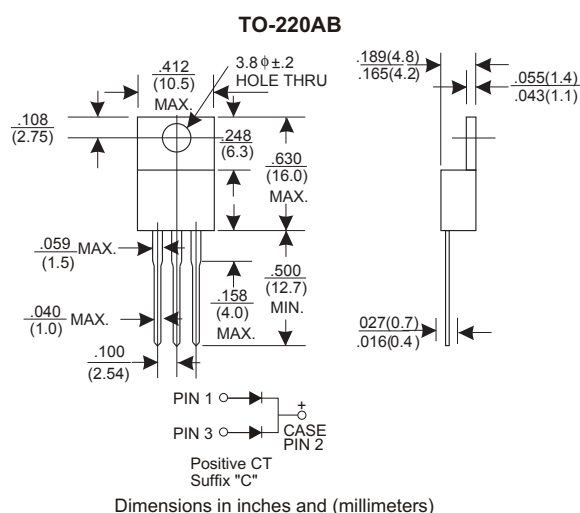 TO-220AB
.412
(10.5)
MAX.
3.8ϕ±.2
HOLE THRU
.189(4.8)
.165(4.2)
.055(1.4)
.043(1.1)
.108
(2.75)
.248
(6.3)
.630
(16.0)
MAX.
.059 MAX.
(1.5)
.500
(12.7)
MIN.
.158
(4.0)
MAX.
.040 MAX.
(1.0)
.100
(2.54)
027(0.7)
.016(0.4)
PIN 1
+
PIN 3
CASE
PIN 2
Positive CT
Suffix "C"
Dimensions in inches and (millimeters)